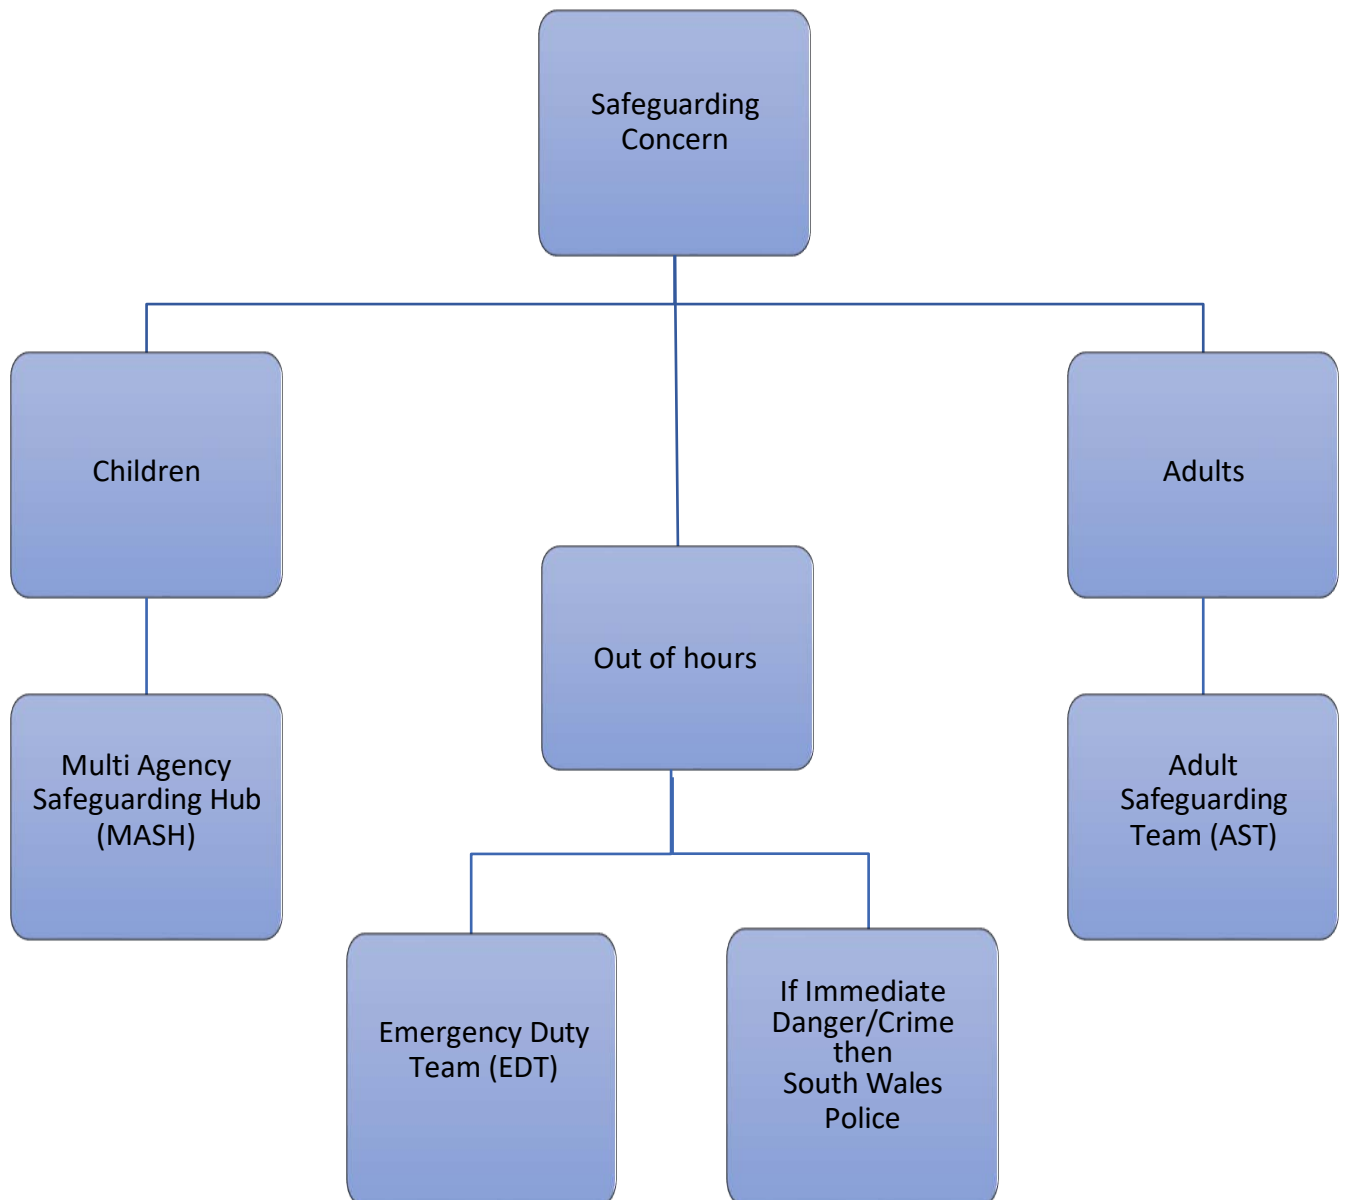 Safeguarding
Concern
Children
Adults
Out of hours
Multi Agency
Safeguarding Hub
(MASH)
Adult
Safeguarding
Team (AST)
Emergency Duty
Team (EDT)
If Immediate
Danger/Crime
then
South Wales
Police